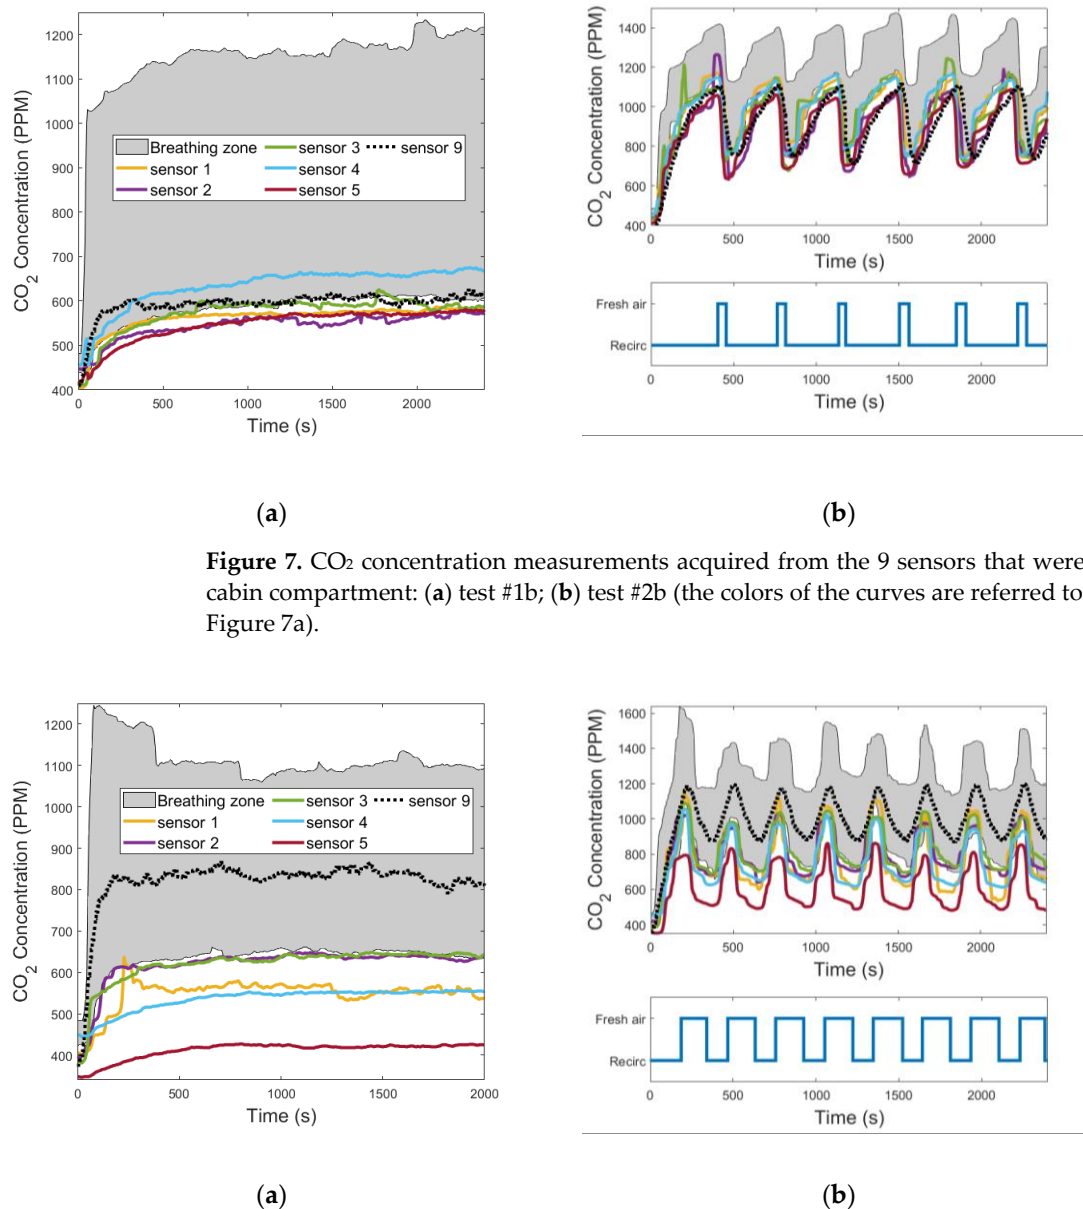 1200
1100
1000
900
800
700
600
500
400
CO2 Concentration (PPM)
Breathing zone
sensor 1
sensor 2
sensor 3
sensor 4
sensor 5
sensor 9
0 500 1000 1500 2000
Time (s)
1400
1200
1000
800
600
400
CO2 Concentration (PPM)
0 500 1000 1500 2000
Time (s)
Fresh air
Recirc
0 500 1000 1500 2000
Time (s)
(a)
(b)
Figure 7. CO2 concentration measurements acquired from the 9 sensors that were
cabin compartment: (a) test #1b; (b) test #2b (the colors of the curves are referred to
Figure 7a).
1200
1100
1000
900
800
700
600
500
400
CO2 Concentration (PPM)
Breathing zone
sensor 1
sensor 2
sensor 3
sensor 4
sensor 5
sensor 9
0 500 1000 1500 2000
Time (s)
1600
1400
1200
1000
800
600
400
CO2 Concentration (PPM)
0 500 1000 1500 2000
Time (s)
Fresh air
Recirc
0 500 1000 1500 2000
Time (s)
(a)
(b)